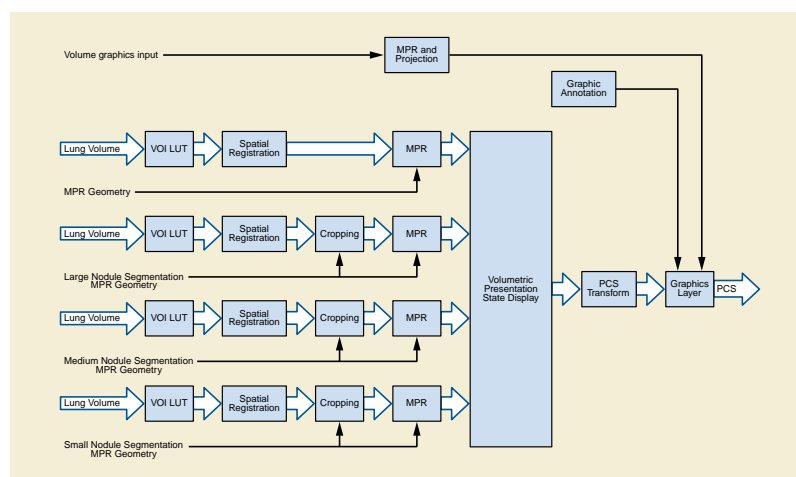 Volume graphics input
MPR and
Projection
Graphic
Annotation
Lung Volume
VOI LUT
Spatial
Registration
MPR
MPR Geometry
Lung Volume
VOI LUT
Spatial
Registration
Cropping
MPR
Large Nodule Segmentation
MPR Geometry
Volumetric
Presentation
State Display
PCS
Transform
Graphics
Layer
PCS
Lung Volume
VOI LUT
Spatial
Registration
Cropping
MPR
Medium Nodule Segmentation
MPR Geometry
Lung Volume
VOI LUT
Spatial
Registration
Cropping
MPR
Small Nodule Segmentation
MPR Geometry